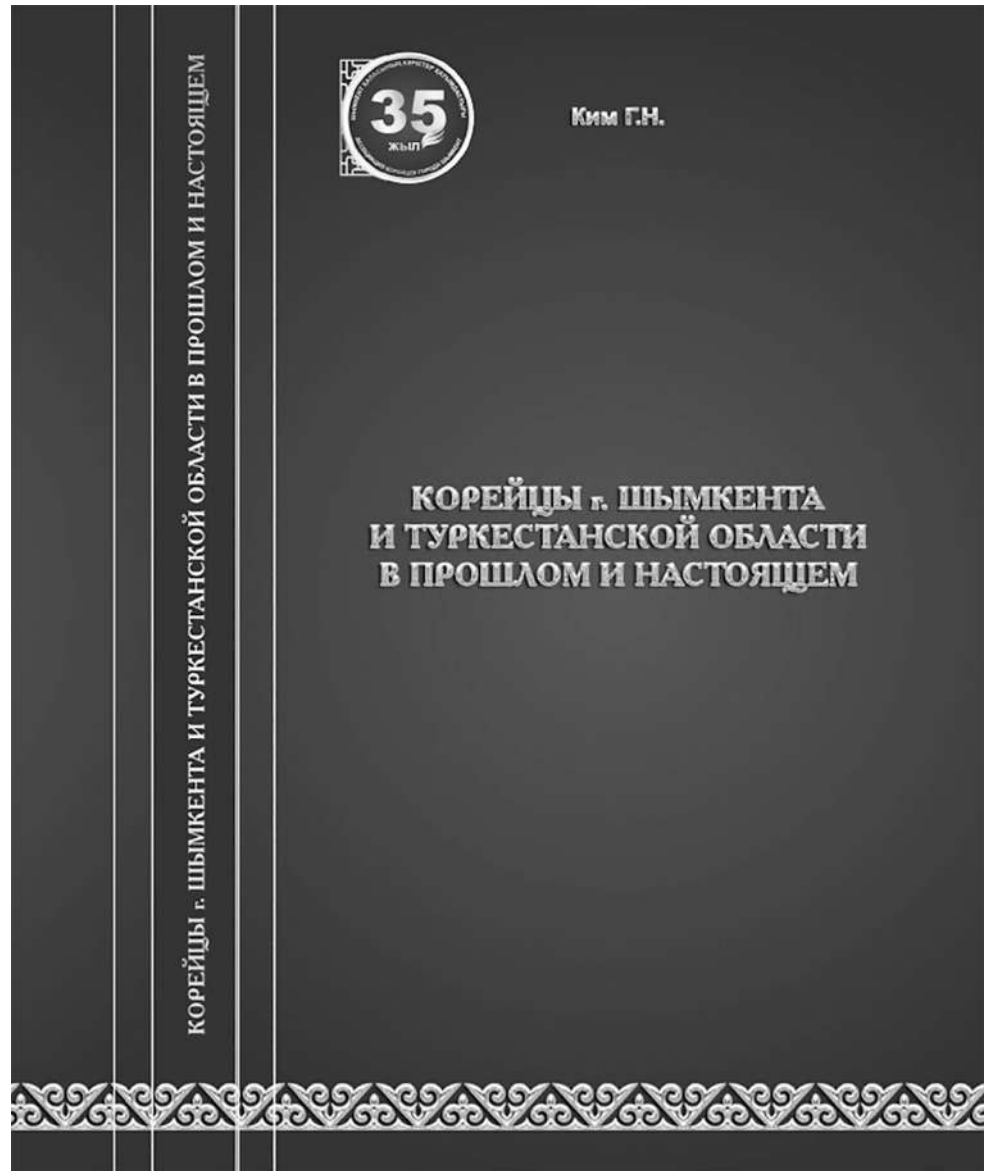 КОРЕЙЦЫ г. ШЫМКЕНТА И ТУРКЕСТАНСКОЙ ОБЛАСТИ В ПРОШЛОМ И НАСТОЯЩЕМ
35
ЖЫЛ
Ким Г.Н.
КОРЕЙЦЫ г. ШЫМКЕНТА
И ТУРКЕСТАНСКОЙ ОБЛАСТИ
В ПРОШЛОМ И НАСТОЯЩЕМ